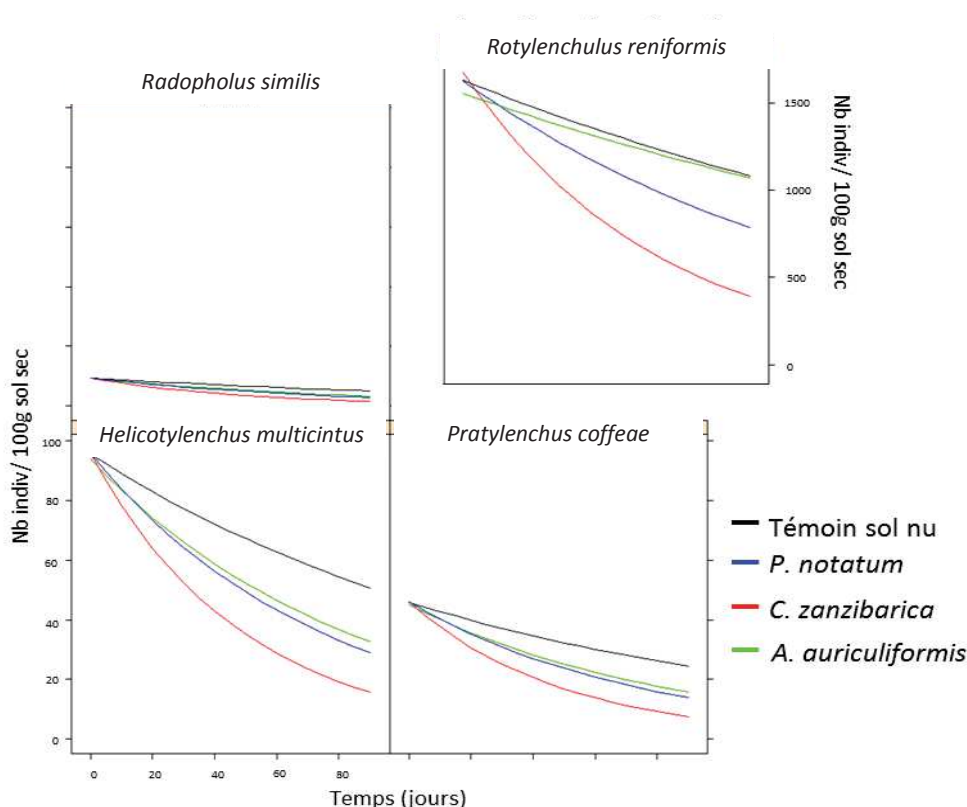 Rotylenchulus reniformis
Radopholus similis
1500
1000
500
0
Nb indiv/ 100g sol sec
Nb indiv/ 100g sol sec
Helicotylenchus multicintus
Pratylenchus coffeae
100
80
60
40
20
0
0 20 40 60 80
Temps (jours)
Témoin sol nu
P. notatum
C. zanzibarica
A. auriculiformis